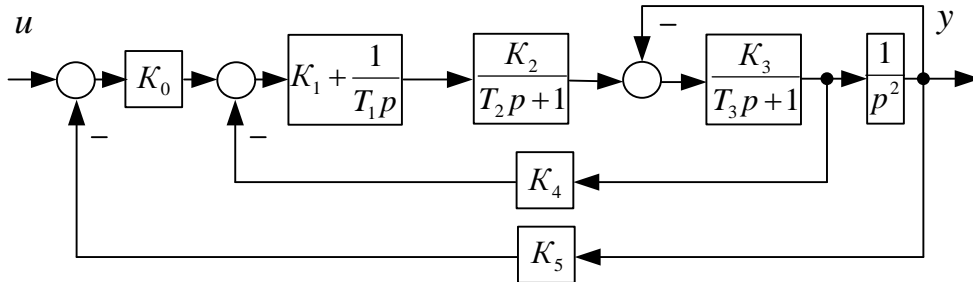 u
y
K₀
K₁ + 1/(T₁p)
K₂/(T₂p + 1)
K₃/(T₃p + 1)
1/p²
−
−
−
K₄
K₅